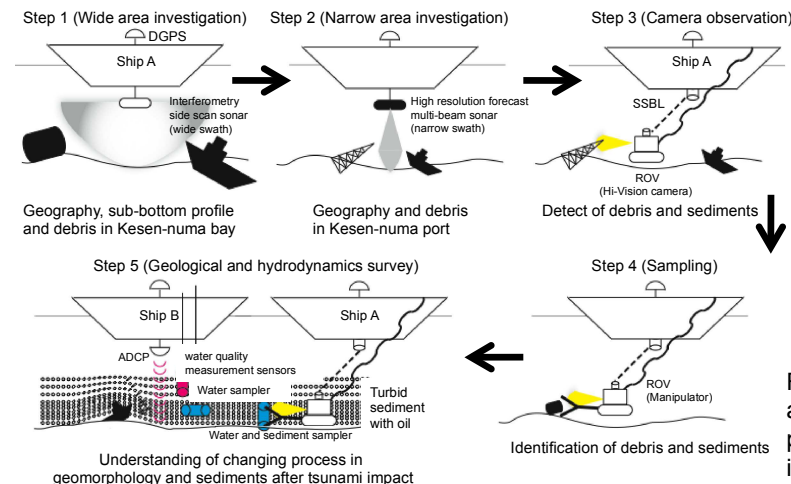 Step 1 (Wide area investigation)
DGPS
Ship A
Interferometry
side scan sonar
(wide swath)
Geography, sub-bottom profile
and debris in Kesen-numa bay
Step 2 (Narrow area investigation)
High resolution forecast
multi-beam sonar
(narrow swath)
Geography and debris
in Kesen-numa port
Step 3 (Camera observation)
Ship A
SSBL
ROV
(Hi-Vision camera)
Detect of debris and sediments
Step 4 (Sampling)
ROV
(Manipulator)
Identification of debris and sediments
Step 5 (Geological and hydrodynamics survey)
Ship B
Ship A
ADCP
water quality
measurement sensors
Water sampler
Turbid
sediment
with oil
Water and sediment sampler
Understanding of changing process in
geomorphology and sediments after tsunami impact